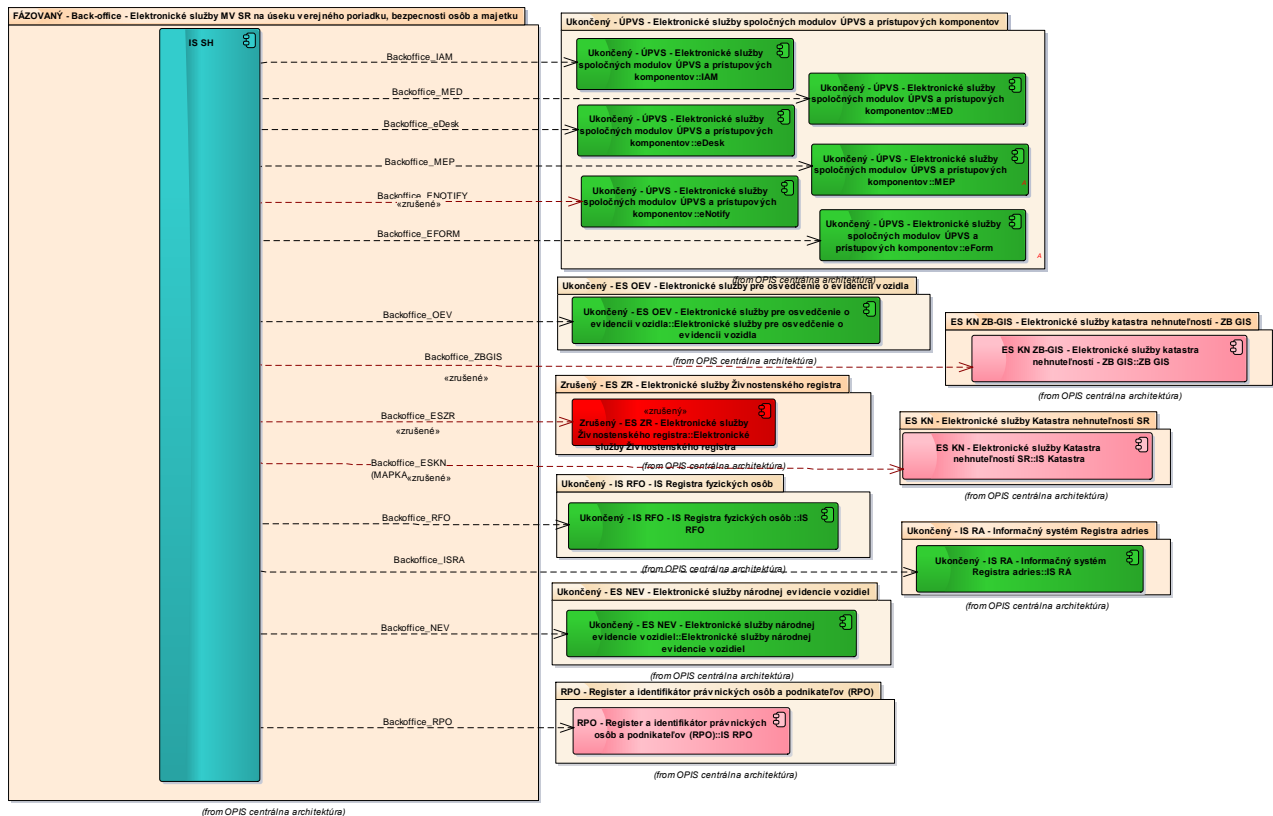 FÁZOVANÝ - Back-office - Elektronické služby MV SR na úseku verejného poriadku, bezpecnosti osôb a majetku
IS SH
Backoffice_IAM
Backoffice_MED
Backoffice_eDesk
Backoffice_MEP
Backoffice_ENOTIFY
«zrušené»
Backoffice_EFORM
Backoffice_OEV
Backoffice_ZBGIS
«zrušené»
Backoffice_ESZR
«zrušené»
Backoffice_ESKN
(MAPKA
«zrušené»
Backoffice_RFO
Backoffice_ISRA
Backoffice_NEV
Backoffice_RPO
(from OPIS centrálna architektúra)
Ukončený - ÚPVS - Elektronické služby spoločných modulov ÚPVS a prístupových komponentov
Ukončený - ÚPVS - Elektronické služby
spoločných modulov ÚPVS a prístupových
komponentov::IAM
Ukončený - ÚPVS - Elektronické služby
spoločných modulov ÚPVS a prístupových
komponentov::MED
Ukončený - ÚPVS - Elektronické služby
spoločných modulov ÚPVS a prístupových
komponentov::eDesk
Ukončený - ÚPVS - Elektronické služby
spoločných modulov ÚPVS a prístupových
komponentov::MEP
A
Ukončený - ÚPVS - Elektronické služby
spoločných modulov ÚPVS a prístupových
komponentov::eNotify
Ukončený - ÚPVS - Elektronické služby
spoločných modulov ÚPVS a
prístupových komponentov::eForm
A
(from OPIS centrálna architektúra)
Ukončený - ES OEV - Elektronické služby pre osvedčenie o evidencii vozidla
Ukončený - ES OEV - Elektronické služby pre osvedčenie o
evidencii vozidla::Elektronické služby pre osvedčenie o
evidencii vozidla
(from OPIS centrálna architektúra)
ES KN ZB-GIS - Elektronické služby katastra nehnuteľností - ZB GIS
ES KN ZB-GIS - Elektronické služby katastra
nehnuteľností - ZB GIS::ZB GIS
(from OPIS centrálna architektúra)
Zrušený - ES ZR - Elektronické služby Živnostenského registra
«zrušený»
Zrušený - ES ZR - Elektronické služby
Živnostenského registra::Elektronické
služby Živnostenského registra
(from OPIS centrálna architektúra)
ES KN - Elektronické služby Katastra nehnuteľností SR
ES KN - Elektronické služby Katastra
nehnuteľností SR::IS Katastra
(from OPIS centrálna architektúra)
Ukončený - IS RFO - IS Registra fyzických osôb
Ukončený - IS RFO - IS Registra fyzických osôb ::IS
RFO
(from OPIS centrálna architektúra)
Ukončený - IS RA - Informačný systém Registra adries
Ukončený - IS RA - Informačný systém
Registra adries::IS RA
(from OPIS centrálna architektúra)
Ukončený - ES NEV - Elektronické služby národnej evidencie vozidiel
Ukončený - ES NEV - Elektronické služby národnej
evidencie vozidiel::Elektronické služby národnej
evidencie vozidiel
(from OPIS centrálna architektúra)
RPO - Register a identifikátor právnických osôb a podnikateľov (RPO)
RPO - Register a identifikátor právnických
osôb a podnikateľov (RPO)::IS RPO
(from OPIS centrálna architektúra)